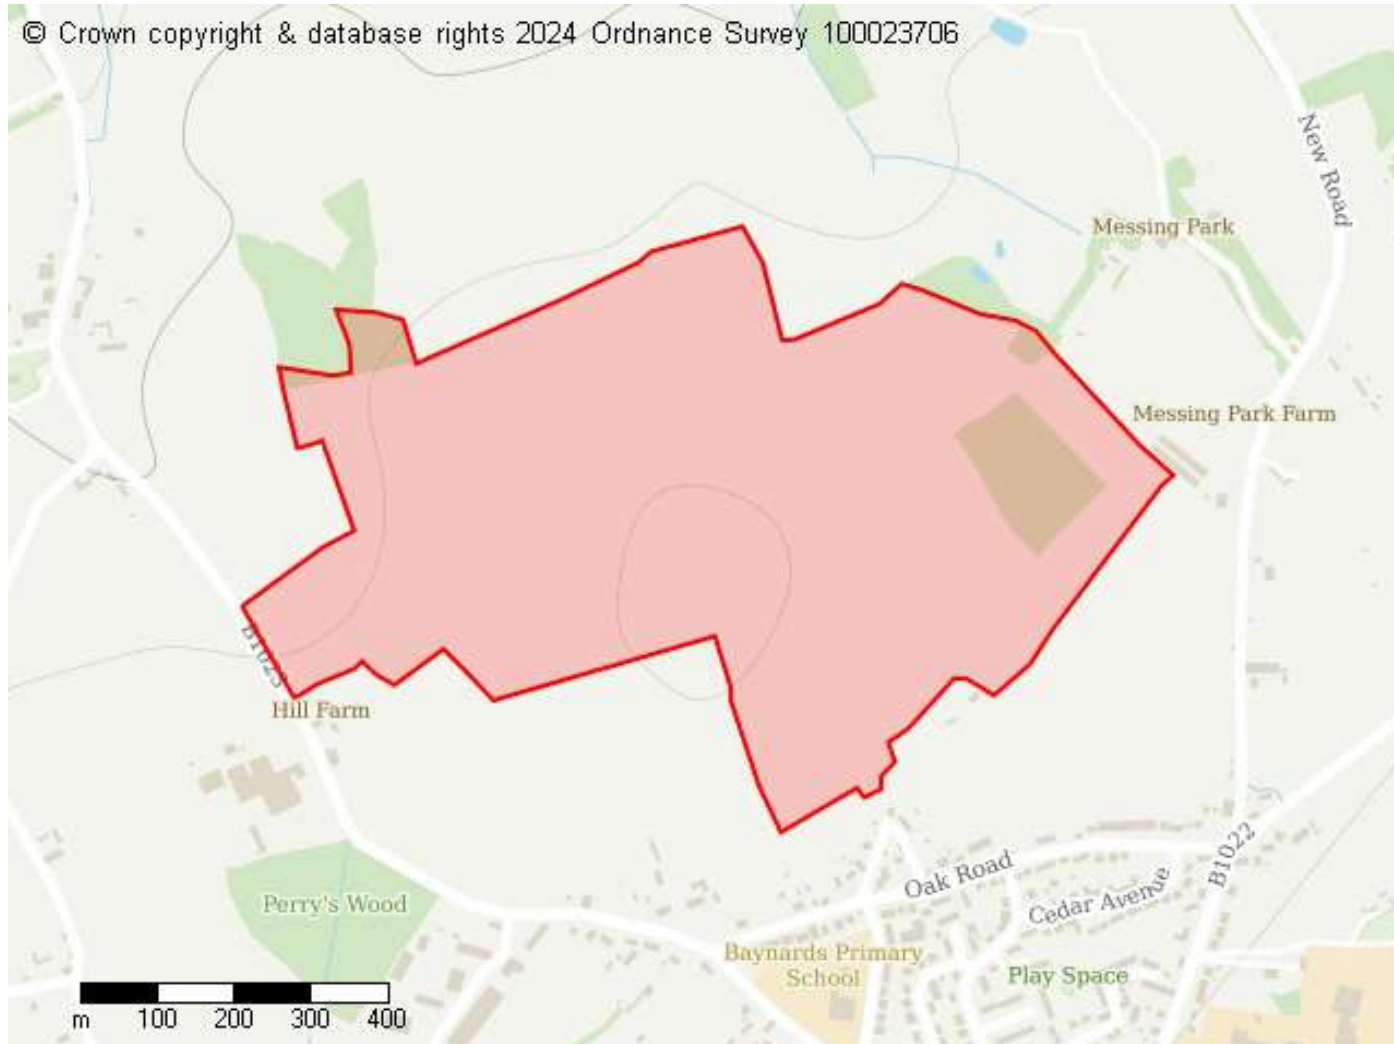 © Crown copyright & database rights 2024 Ordnance Survey 100023706
New Road
Messing Park
Messing Park Farm
B1023
Hill Farm
B1022
Oak Road
Cedar Avenue
Perry's Wood
Baynards Primary
School
Play Space
m 100 200 300 400